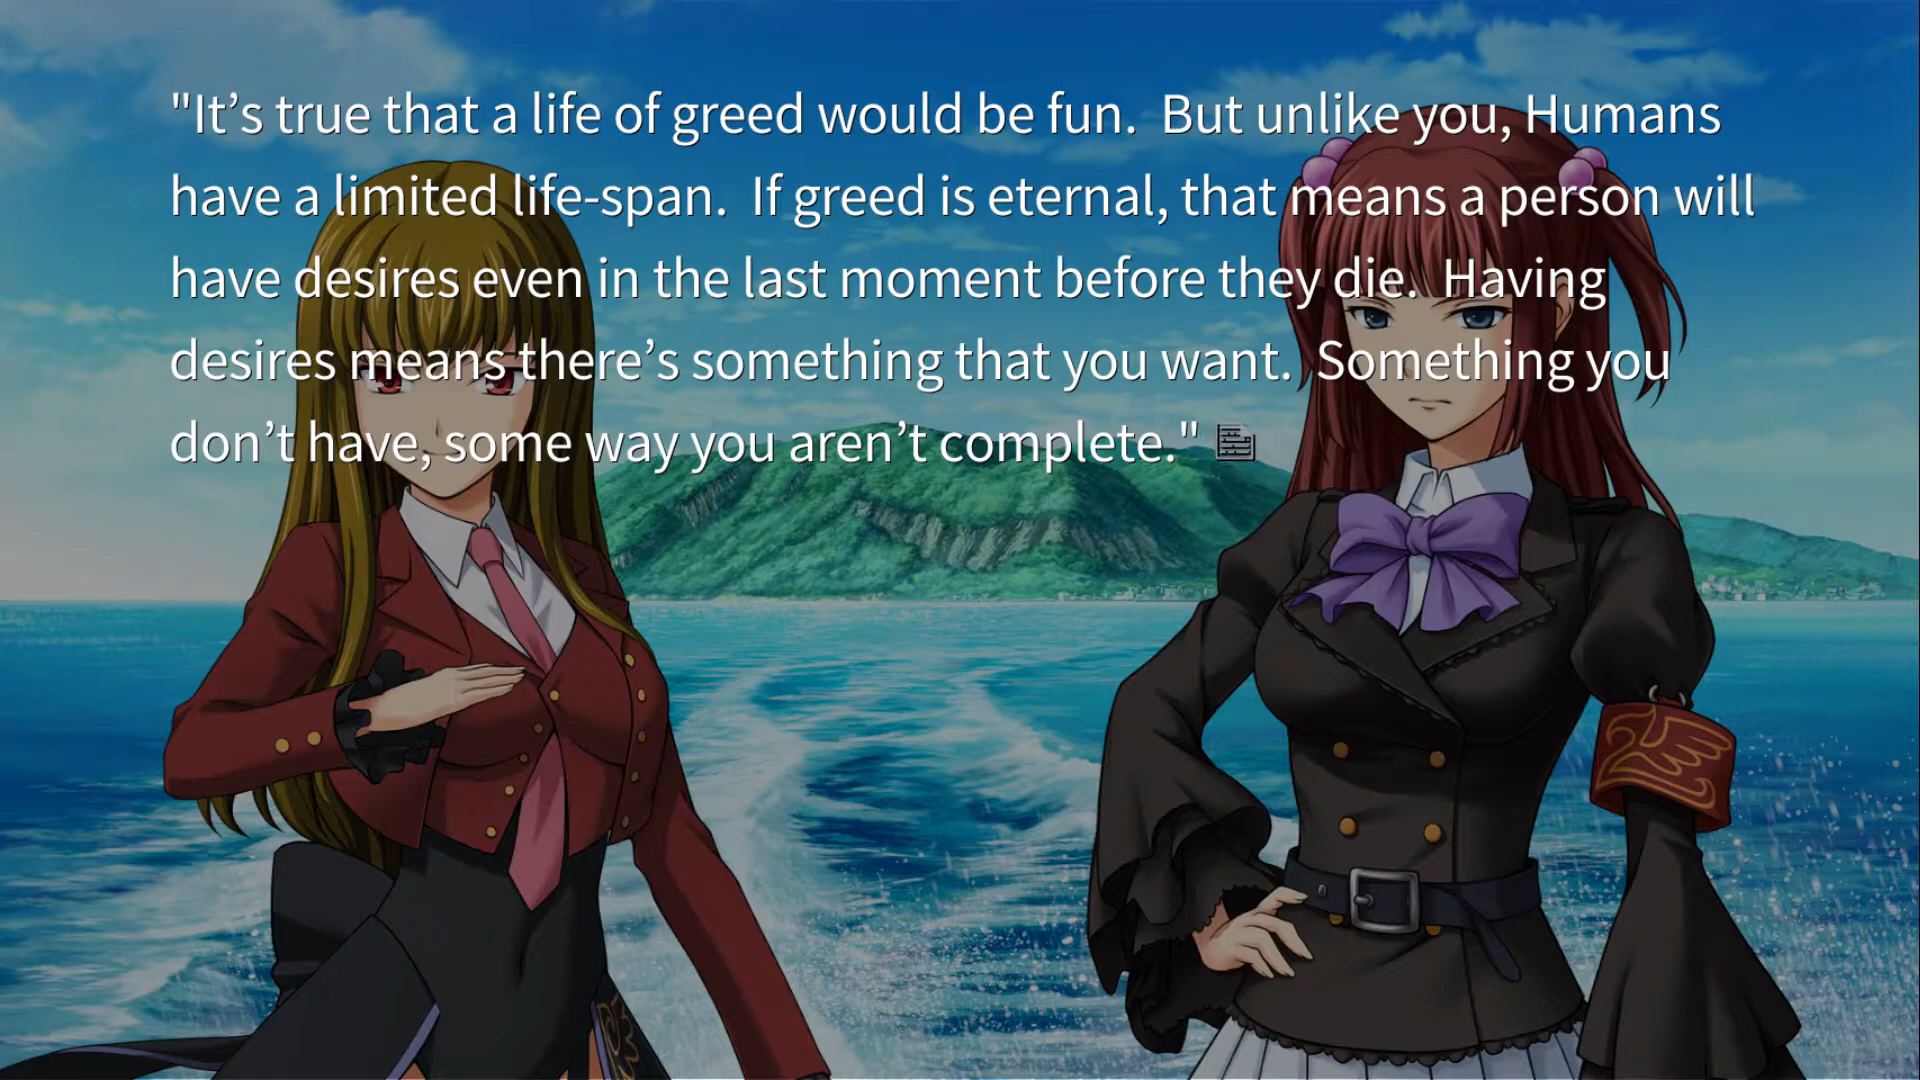 "It’s true that a life of greed would be fun.  But unlike you, Humans
have a limited life-span.  If greed is eternal, that means a person will
have desires even in the last moment before they die.  Having
desires means there’s something that you want.  Something you
don’t have, some way you aren’t complete."